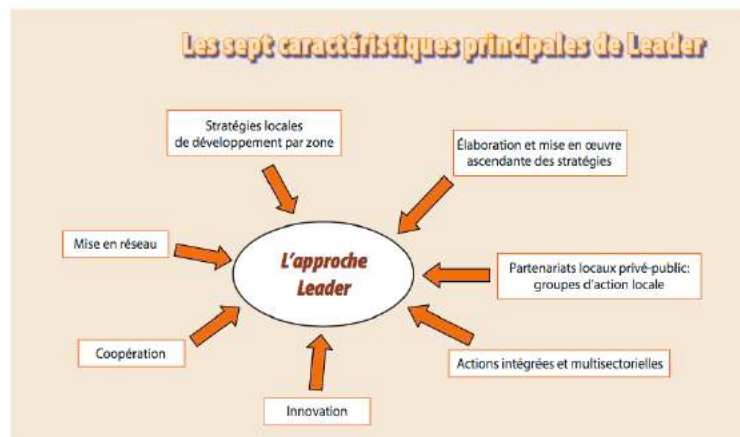 Les sept caractéristiques principales de Leader
Stratégies locales
de développement par zone
Élaboration et mise en œuvre
ascendante des stratégies
Mise en réseau
L'approche
Leader
Partenariats locaux privé-public:
groupes d'action locale
Coopération
Actions intégrées et multisectorielles
Innovation